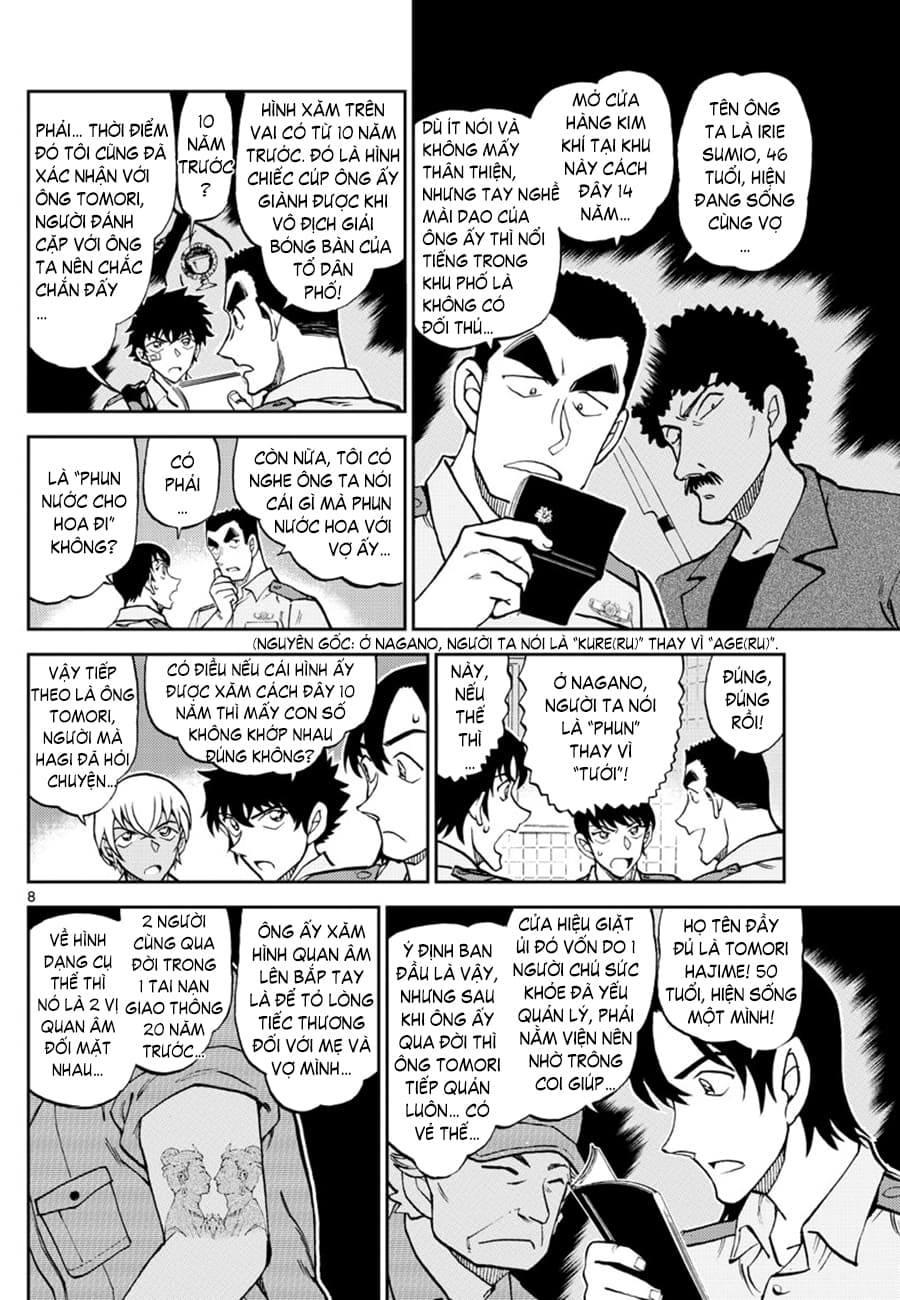 TÊN ÔNG
TA LÀ IRIE
SUMIO, 46
TUỔI, HIỆN
ĐANG SỐNG
CÙNG VỢ
...
MỞ CỬA
HÀNG KIM
KHÍ TẠI KHU
NÀY CÁCH
ĐÂY 14
NĂM...
DÙ ÍT NÓI VÀ
KHÔNG MẤY
THÂN THIỆN,
NHƯNG TAY NGHỀ
MÀI DAO CỦA
ÔNG ẤY THÌ NỔI
TIẾNG TRONG
KHU PHỐ LÀ
KHÔNG CÓ
ĐỐI THỦ...
HÌNH XĂM TRÊN
VAI CÓ TỪ 10 NĂM
TRƯỚC. ĐÓ LÀ HÌNH
CHIẾC CÚP ÔNG ẤY
GIÀNH ĐƯỢC KHI
VÔ ĐỊCH GIẢI
BÓNG BÀN CỦA
TỔ DÂN
PHỐ!
10
NĂM
TRƯỚC
?
PHẢI... THỜI ĐIỂM
ĐÓ TÔI CŨNG ĐÃ
XÁC NHẬN VỚI
ÔNG TOMORI,
NGƯỜI ĐÁNH
CẶP VỚI ÔNG
TA NÊN CHẮC
CHẮN ĐẤY
...
CÒN NỮA, TÔI CÓ
NGHE ÔNG TA NÓI
CÁI GÌ MÀ PHUN
NƯỚC HOA VỚI
VỢ ẤY...
CÓ
PHẢI
...
LÀ "PHUN
NƯỚC CHO
HOA ĐI"
KHÔNG?
(NGUYÊN GỐC: Ở NAGANO, NGƯỜI TA NÓI LÀ "KURE(RU)" THAY VÌ "AGE(RU)".
ĐÚNG,
ĐÚNG
RỒI!
Ở NAGANO,
NGƯỜI TA NÓI
LÀ "PHUN"
THAY VÌ
"TƯỚI"!
NÀY,
NẾU
THẾ
THÌ
...
CÓ ĐIỀU NẾU CÁI HÌNH ẤY
ĐƯỢC XĂM CÁCH ĐÂY 10
NĂM THÌ MẤY CON SỐ
KHÔNG KHỚP NHAU
ĐÚNG KHÔNG?
VẬY TIẾP
THEO LÀ ÔNG
TOMORI,
NGƯỜI MÀ
HAGI ĐÃ HỎI
CHUYỆN...
8
HỌ TÊN ĐẦY
ĐỦ LÀ TOMORI
HAJIME! 50
TUỔI, HIỆN SỐNG
MỘT MÌNH!
CỬA HIỆU GIẶT
ỦI ĐÓ VỐN DO 1
NGƯỜI CHÚ SỨC
KHỎE ĐÃ YẾU
QUẢN LÝ, PHẢI
NẰM VIỆN NÊN
NHỜ TRÔNG
COI GIÚP...
Ý ĐỊNH BAN
ĐẦU LÀ VẬY,
NHƯNG SAU
KHI ÔNG ẤY
QUA ĐỜI THÌ
ÔNG TOMORI
TIẾP QUẢN
LUÔN... CÓ
VẺ THẾ...
ÔNG ẤY XĂM
HÌNH QUAN ÂM
LÊN BẮP TAY
LÀ ĐỂ TỎ LÒNG
TIẾC THƯƠNG
ĐỐI VỚI MẸ VÀ
VỢ MÌNH...
2 NGƯỜI
CÙNG QUA
ĐỜI TRONG
1 TAI NẠN
GIAO THÔNG
20 NĂM
TRƯỚC...
VỀ HÌNH
DẠNG CỤ
THỂ THÌ
NÓ LÀ 2 VỊ
QUAN ÂM
ĐỐI MẶT
NHAU...